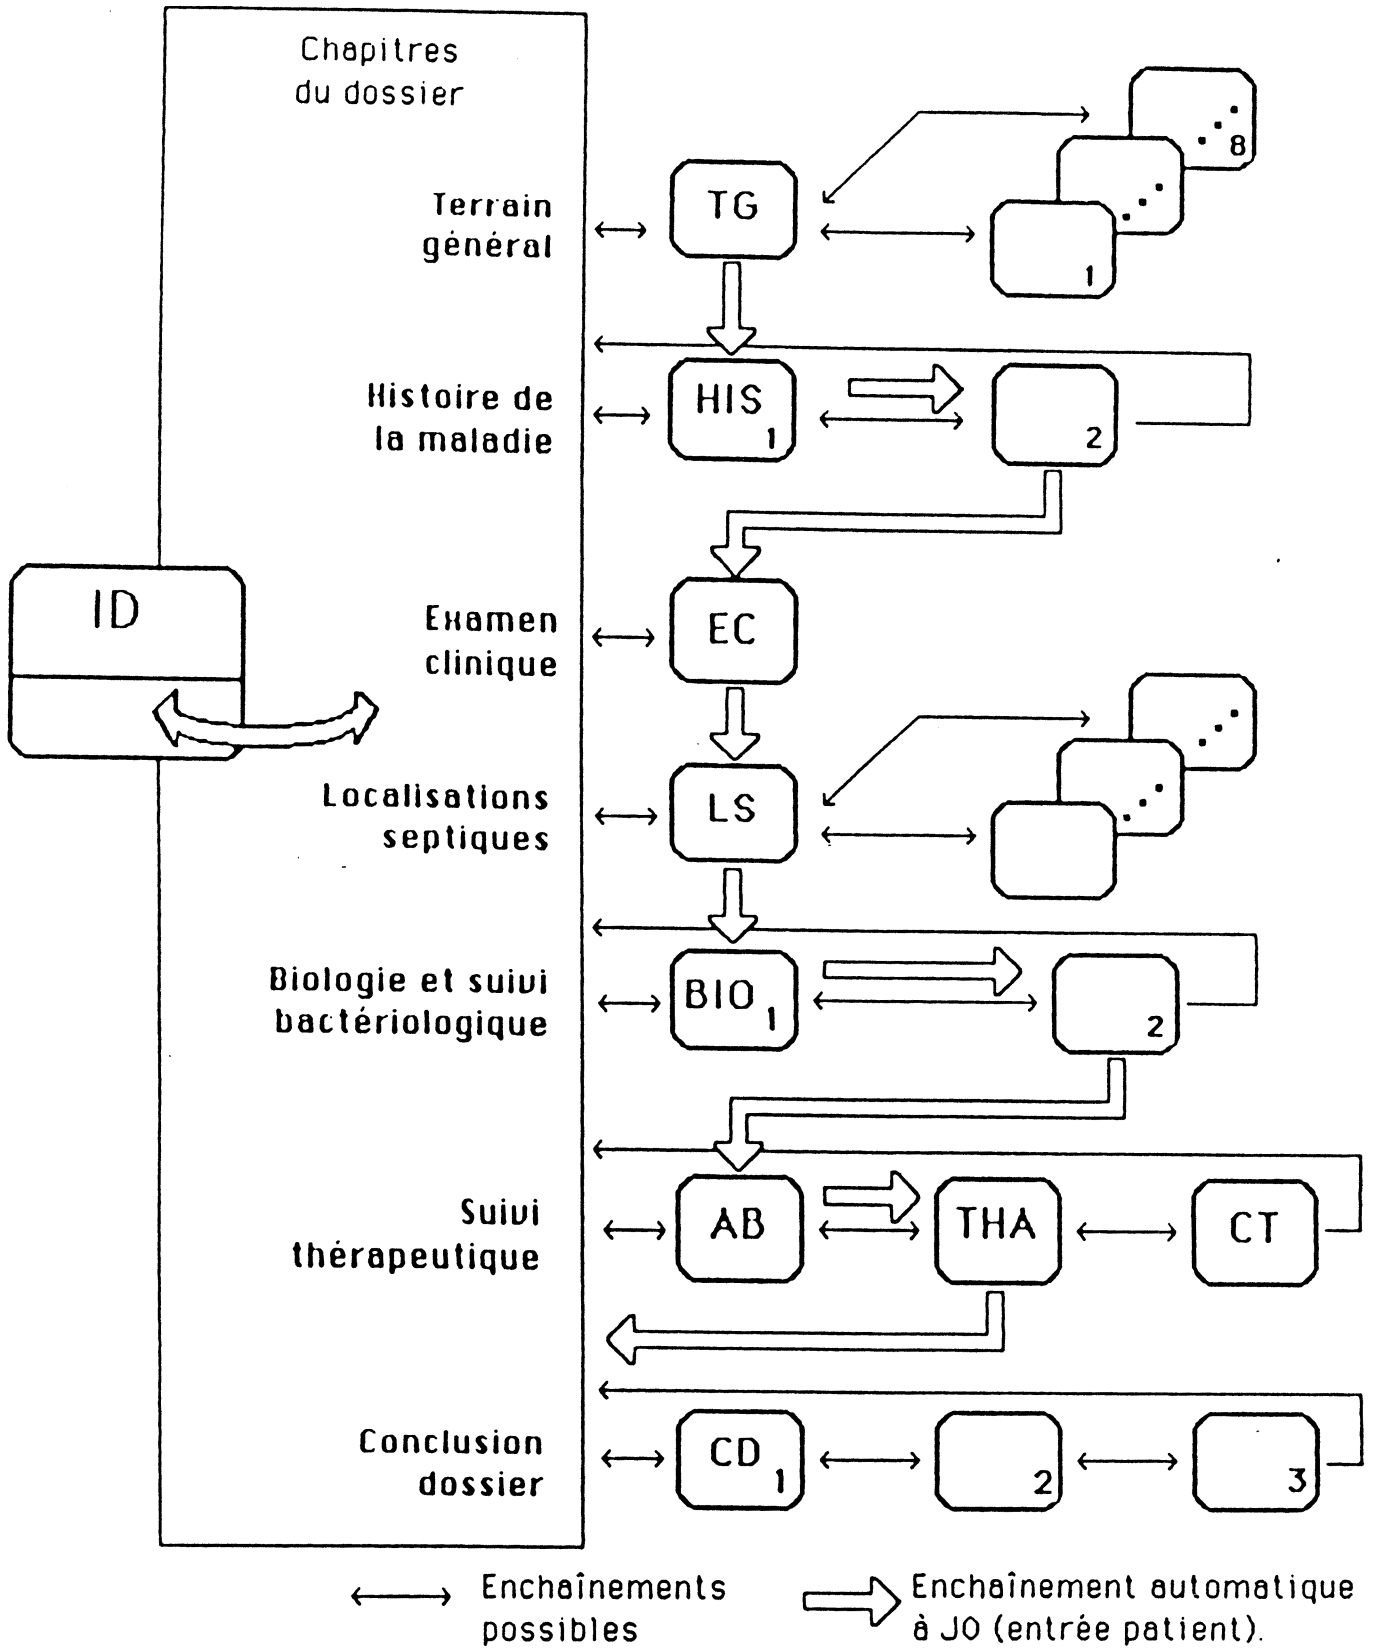 Chapitres
du dossier
8
Terrain
général
TG
1
Histoire de
la maladie
HIS
1
2
ID
Examen
clinique
EC
Localisations
septiques
LS
Biologie et suivi
bactériologique
BIO
1
2
Suivi
thérapeutique
AB
THA
CT
Conclusion
dossier
CD
1
2
3
Enchaînements
possibles
Enchaînement automatique
à J0 (entrée patient).